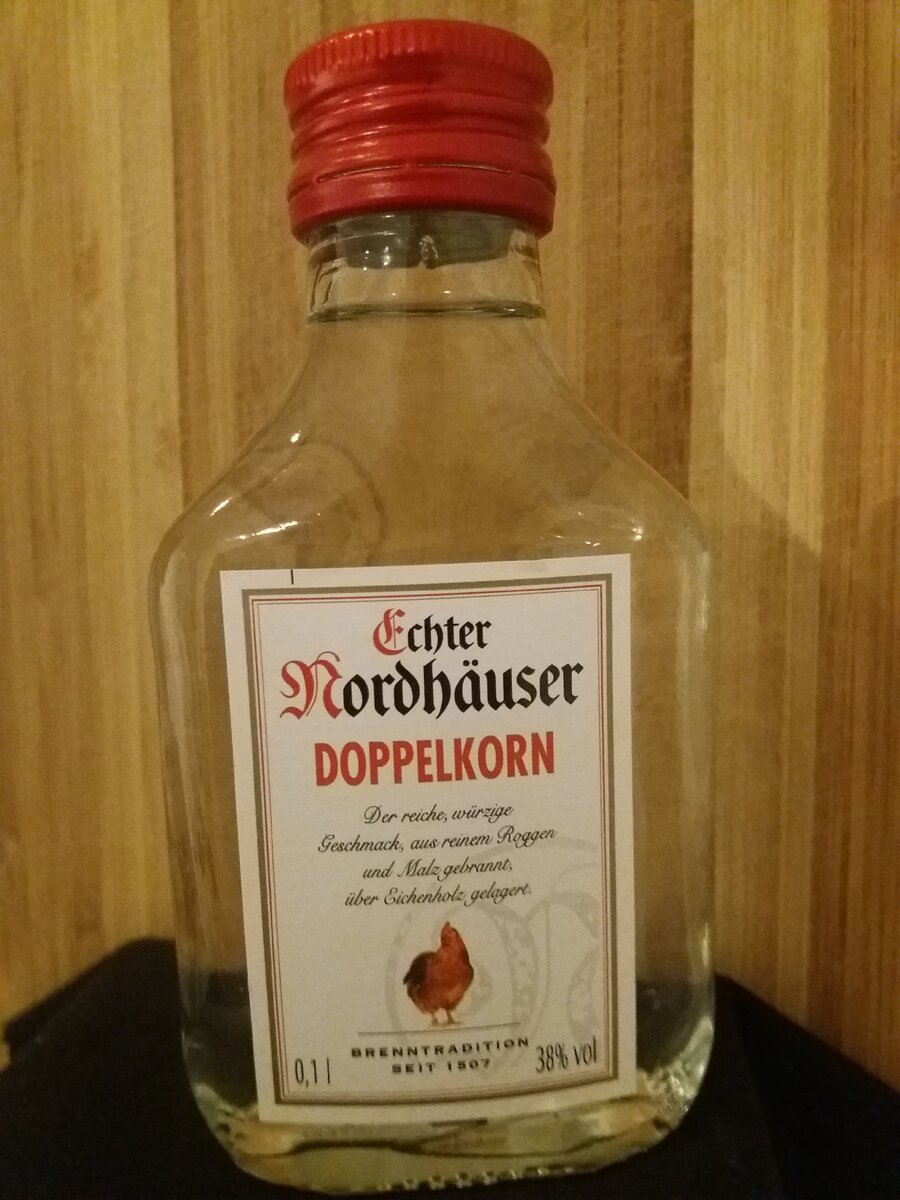 Echter
Nordhäuser
DOPPELKORN
Der reiche, würzige
Geschmack, aus reinem Roggen
und Malz gebrannt,
über Eichenholz gelagert.
BRENNTRADITION
SEIT 1507
0,1 l
38% vol